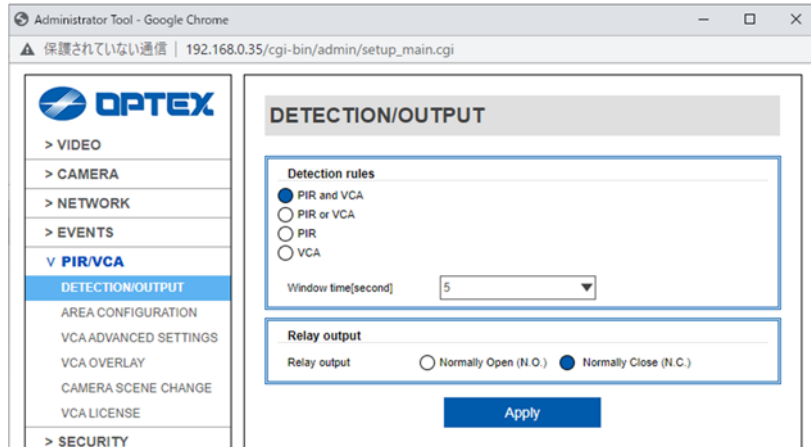 Administrator Tool - Google Chrome
保護されていない通信 | 192.168.0.35/cgi-bin/admin/setup_main.cgi
OPTEX
> VIDEO
> CAMERA
> NETWORK
> EVENTS
v PIR/VCA
DETECTION/OUTPUT
AREA CONFIGURATION
VCA ADVANCED SETTINGS
VCA OVERLAY
CAMERA SCENE CHANGE
VCA LICENSE
> SECURITY
DETECTION/OUTPUT
Detection rules
PIR and VCA
PIR or VCA
PIR
VCA
Window time[second] 5
Relay output
Relay output Normally Open (N.O.) Normally Close (N.C.)
Apply